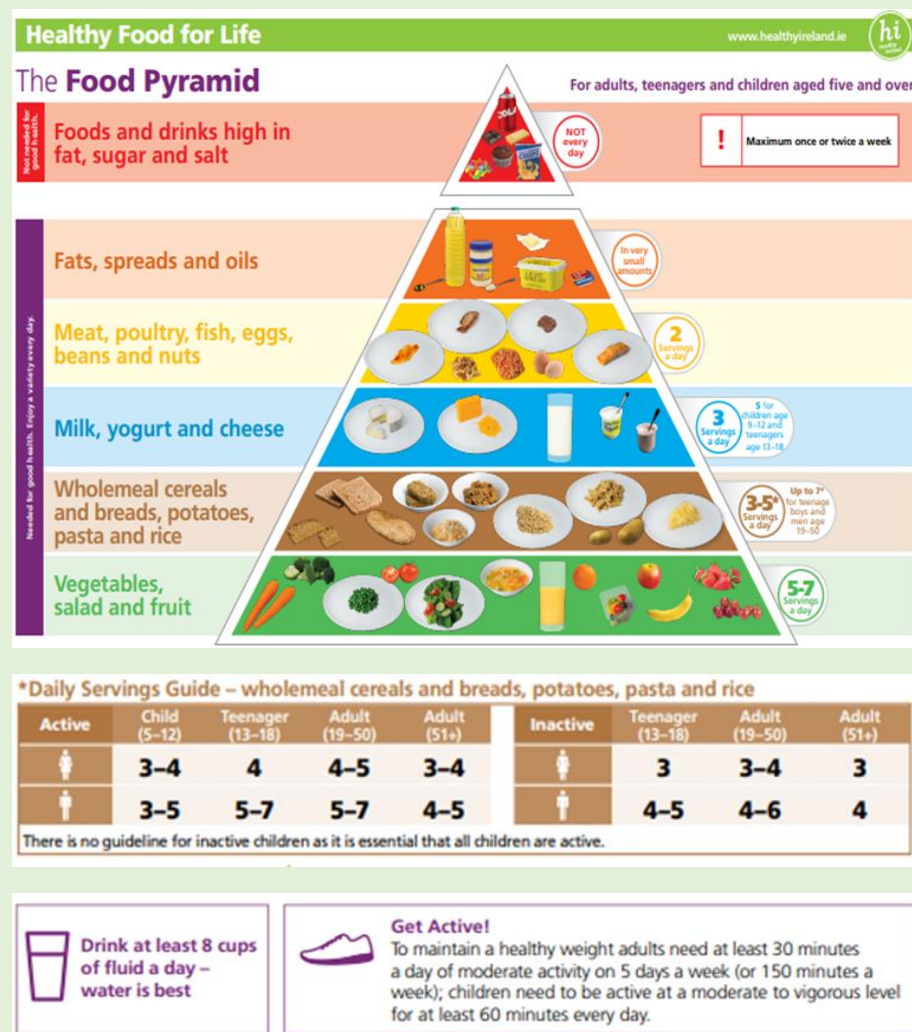 Healthy Food for Life
www.healthyireland.ie
hi
The Food Pyramid
For adults, teenagers and children aged five and over
Not needed for
good health.
Foods and drinks high in
fat, sugar and salt
NOT
every
day
!
Maximum once or twice a week
Needed for good health. Enjoy a variety every day.
Fats, spreads and oils
In very
small
amounts
Meat, poultry, fish, eggs,
beans and nuts
2
Servings
a day
Milk, yogurt and cheese
3
Servings
a day
5 for
children age
9–12 and
teenagers
age 13–18
Wholemeal cereals
and breads, potatoes,
pasta and rice
3-5*
Servings
a day
Up to 7*
for teenage
boys and
men age
19–50
Vegetables,
salad and fruit
5-7
Servings
a day
*Daily Servings Guide – wholemeal cereals and breads, potatoes, pasta and rice
Active Child (5–12) Teenager (13–18) Adult (19–50) Adult (51+) Inactive Teenager (13–18) Adult (19–50) Adult (51+)
3–4 4 4–5 3–4 3 3–4 3
3–5 5–7 5–7 4–5 4–5 4–6 4
There is no guideline for inactive children as it is essential that all children are active.
Drink at least 8 cups
of fluid a day –
water is best
Get Active!
To maintain a healthy weight adults need at least 30 minutes
a day of moderate activity on 5 days a week (or 150 minutes a
week); children need to be active at a moderate to vigorous level
for at least 60 minutes every day.